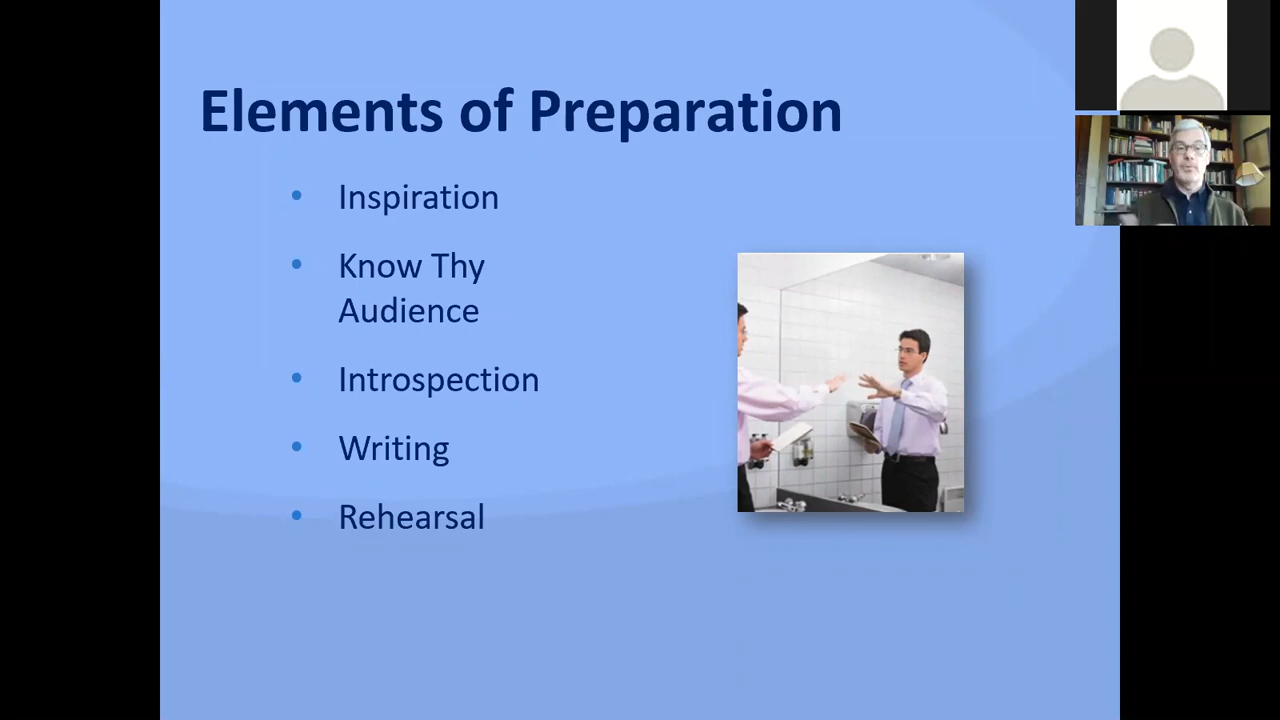 Elements of Preparation
Inspiration
Know Thy
Audience
Introspection
Writing
Rehearsal